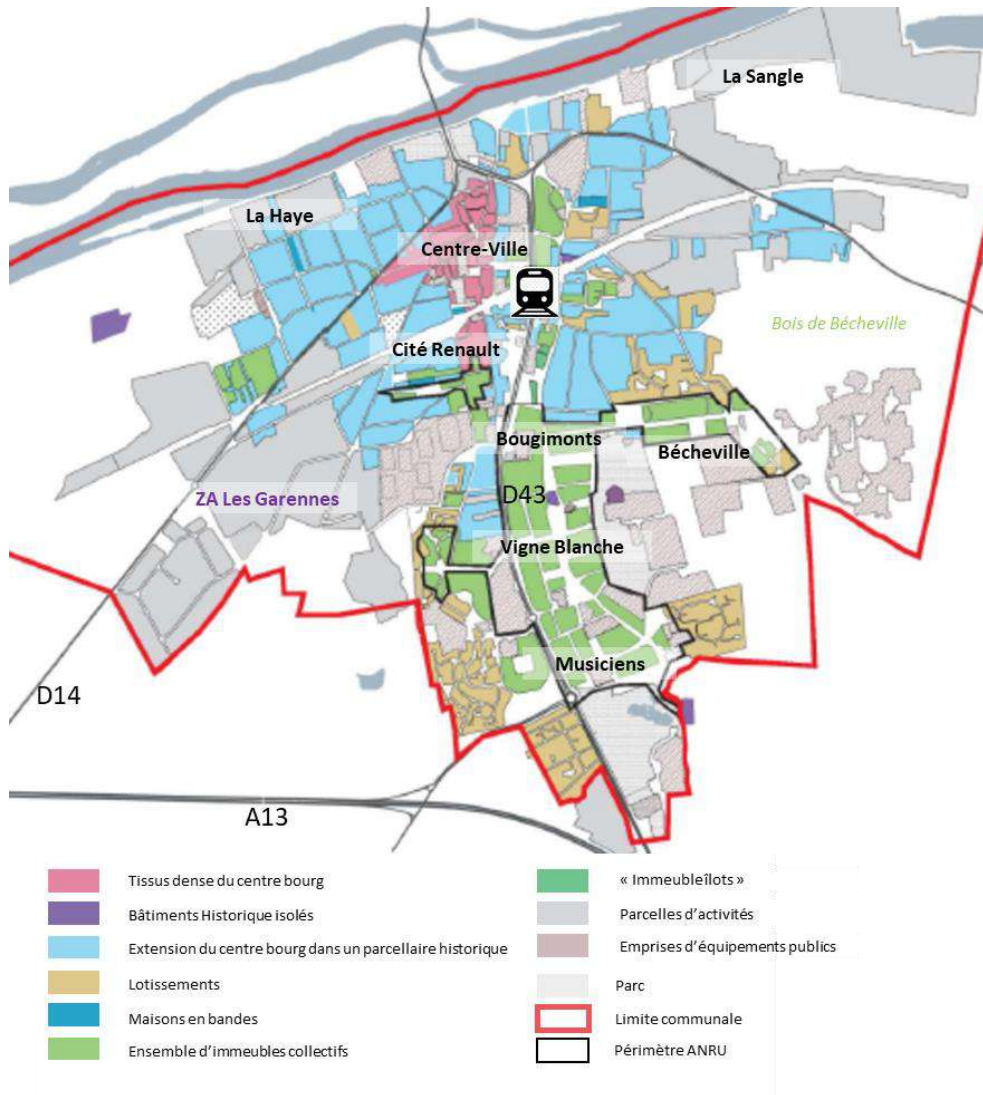 La Sangle
La Haye
Centre-Ville
Bois de Bécheville
Cité Renault
Bougimonts
Bécheville
ZA Les Garennes
D43
Vigne Blanche
Musiciens
D14
A13
Tissus dense du centre bourg
Bâtiments Historique isolés
Extension du centre bourg dans un parcellaire historique
Lotissements
Maisons en bandes
Ensemble d'immeubles collectifs
« Immeubleîlots »
Parcelles d'activités
Emprises d'équipements publics
Parc
Limite communale
Périmètre ANRU